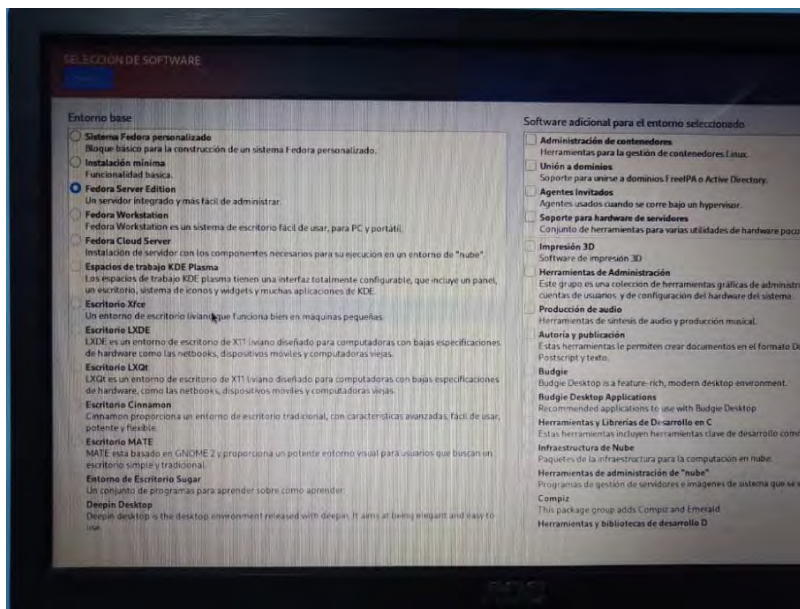 SELECCIÓN DE SOFTWARE
Entorno base
Sistema Fedora personalizado
Bloque básico para la construcción de un sistema Fedora personalizado.
Instalación mínima
Funcionalidad básica.
Fedora Server Edition
Un servidor integrado y más fácil de administrar.
Fedora Workstation
Fedora Workstation es un sistema de escritorio fácil de usar, para PC y portátil.
Fedora Cloud Server
Instalación de servidor con los componentes necesarios para su ejecución en un entorno de "nube".
Espacios de trabajo KDE Plasma
Los espacios de trabajo KDE plasma tienen una interfaz totalmente configurable, que incluye un panel,
un escritorio, sistema de iconos y widgets y muchas aplicaciones de KDE.
Escritorio Xfce
Un entorno de escritorio liviano que funciona bien en máquinas pequeñas.
Escritorio LXDE
LXDE es un entorno de escritorio de X11 liviano diseñado para computadoras con bajas especificaciones
de hardware como las netbooks, dispositivos móviles y computadoras viejas.
Escritorio LXQt
LXQt es un entorno de escritorio de X11 liviano diseñado para computadoras con bajas especificaciones
de hardware, como las netbooks, dispositivos móviles y computadoras viejas.
Escritorio Cinnamon
Cinnamon proporciona un entorno de escritorio tradicional, con características avanzadas, fácil de usar,
potente y flexible.
Escritorio MATE
MATE está basado en GNOME 2 y proporciona un potente entorno visual para usuarios que buscan un
escritorio simple y tradicional.
Entorno de Escritorio Sugar
Un conjunto de programas para aprender sobre cómo aprender.
Deepin Desktop
Deepin desktop is the desktop environment released with deepin. It aims at being elegant and easy to
use.
Software adicional para el entorno seleccionado
Administración de contenedores
Herramientas para la gestión de contenedores Linux.
Unión a dominios
Soporte para unirse a dominios FreeIPA o Active Directory.
Agentes Invitados
Agentes usados cuando se corre bajo un hypervisor.
Soporte para hardware de servidores
Conjunto de herramientas para varias utilidades de hardware poco
Impresión 3D
Software de impresión 3D
Herramientas de Administración
Este grupo es una colección de herramientas gráficas de administr
cuentas de usuarios y de configuración del hardware del sistema.
Producción de audio
Herramientas de síntesis de audio y producción musical.
Autoría y publicación
Estas herramientas le permiten crear documentos en el formato D
Postscript y texto.
Budgie
Budgie Desktop is a feature-rich, modern desktop environment.
Budgie Desktop Applications
Recommended applications to use with Budgie Desktop
Herramientas y Librerías de Desarrollo en C
Estas herramientas incluyen herramientas clave de desarrollo como
Infraestructura de Nube
Paquetes de la infraestructura para la computación en nube.
Herramientas de administración de "nube"
Programas de gestión de servidores e imágenes de sistema que se
Compiz
This package group adds Compiz and Emerald
Herramientas y bibliotecas de desarrollo D
AOC